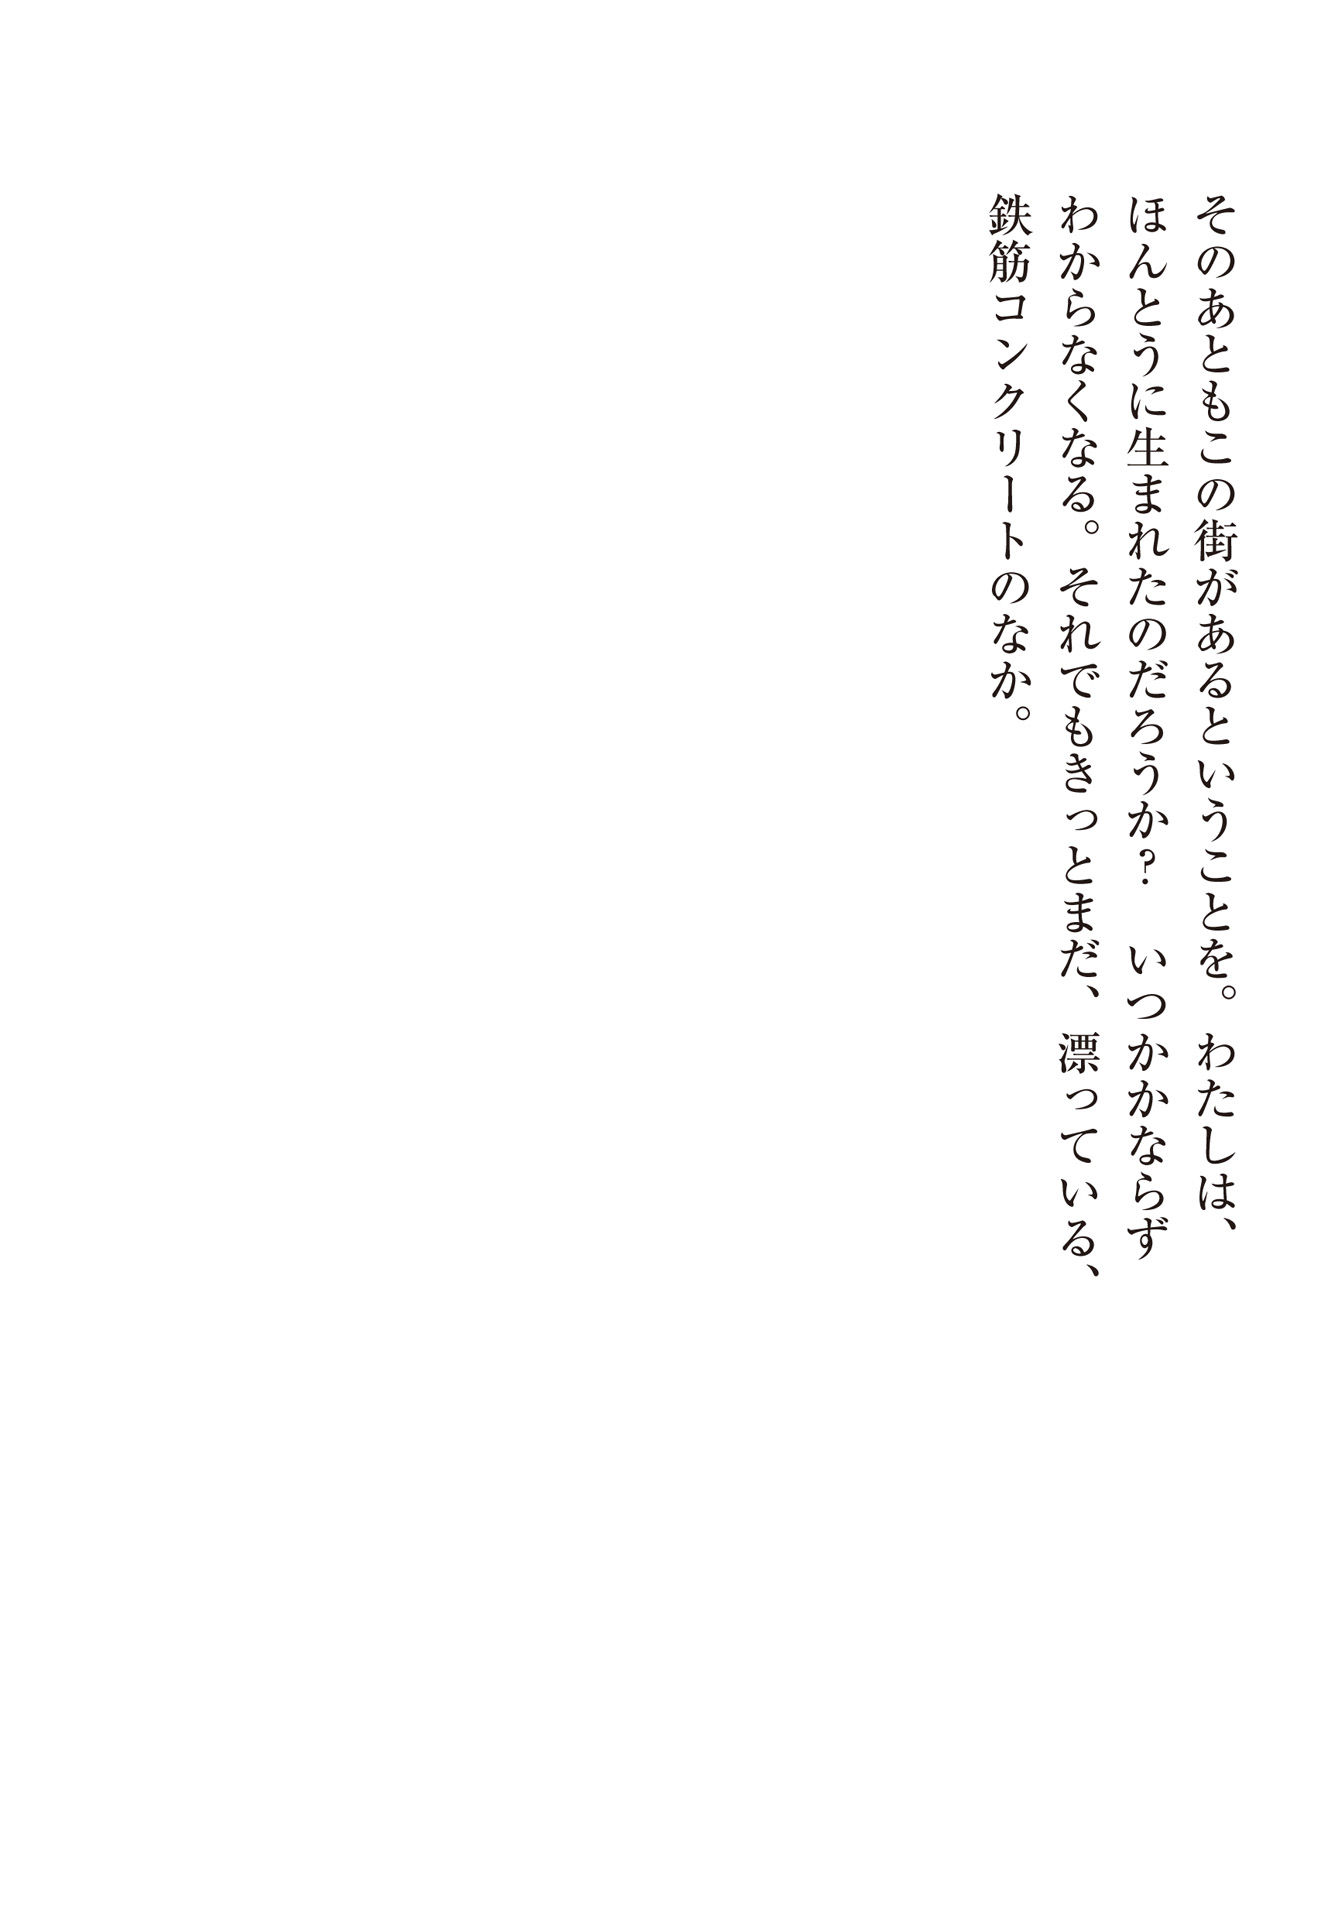 そのあともこの街があるということを。わたしは、
ほんとうに生まれたのだろうか？　いつかかならず
わからなくなる。それでもきっとまだ、漂っている、
鉄筋コンクリートのなか。